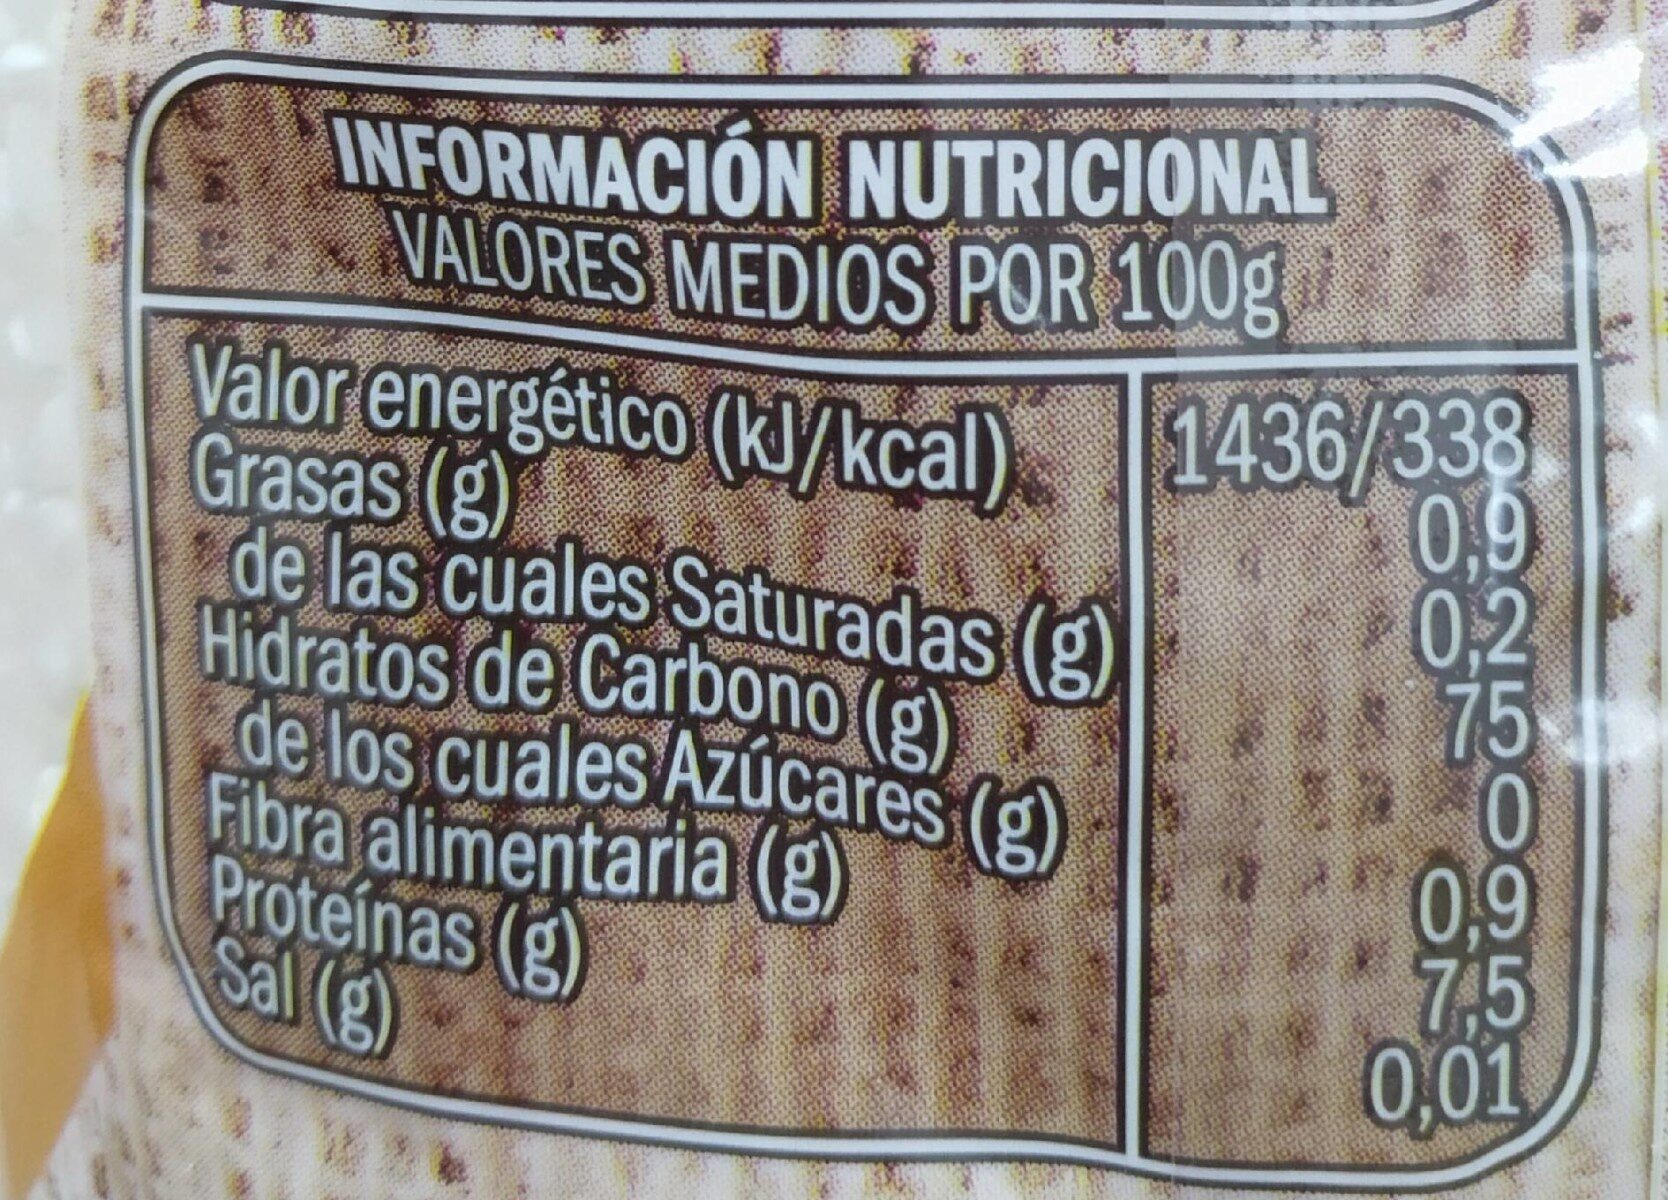 INFORMACIÓN NUTRICIONAL
VALORES MEDIOS POR 100g
Valor energético (kJ/kcal) 1436/338
Grasas (g) 0,9
de las cuales Saturadas (g) 0,2
Hidratos de Carbono (g) 75
de los cuales Azúcares (g) 0
Fibra alimentaria (g) 0,9
Proteínas (g) 7,5
Sal (g) 0,01